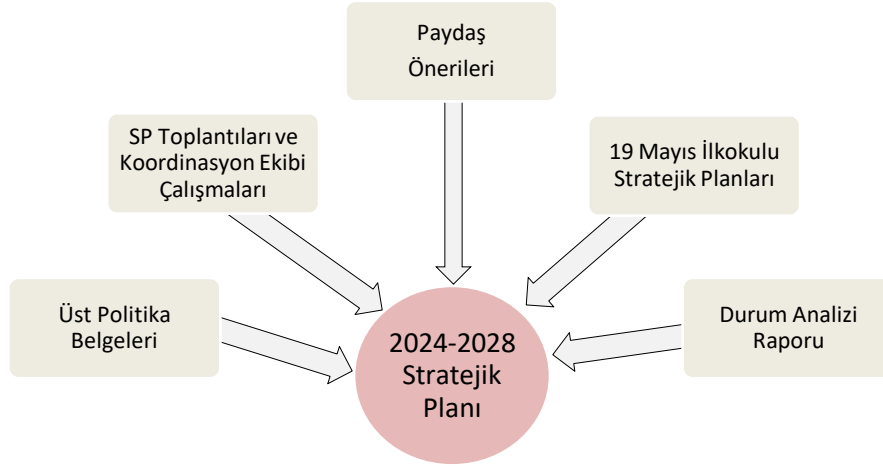 Paydaş
Önerileri
SP Toplantıları ve
Koordinasyon Ekibi
Çalışmaları
19 Mayıs İlkokulu
Stratejik Planları
Üst Politika
Belgeleri
2024-2028
Stratejik
Planı
Durum Analizi
Raporu